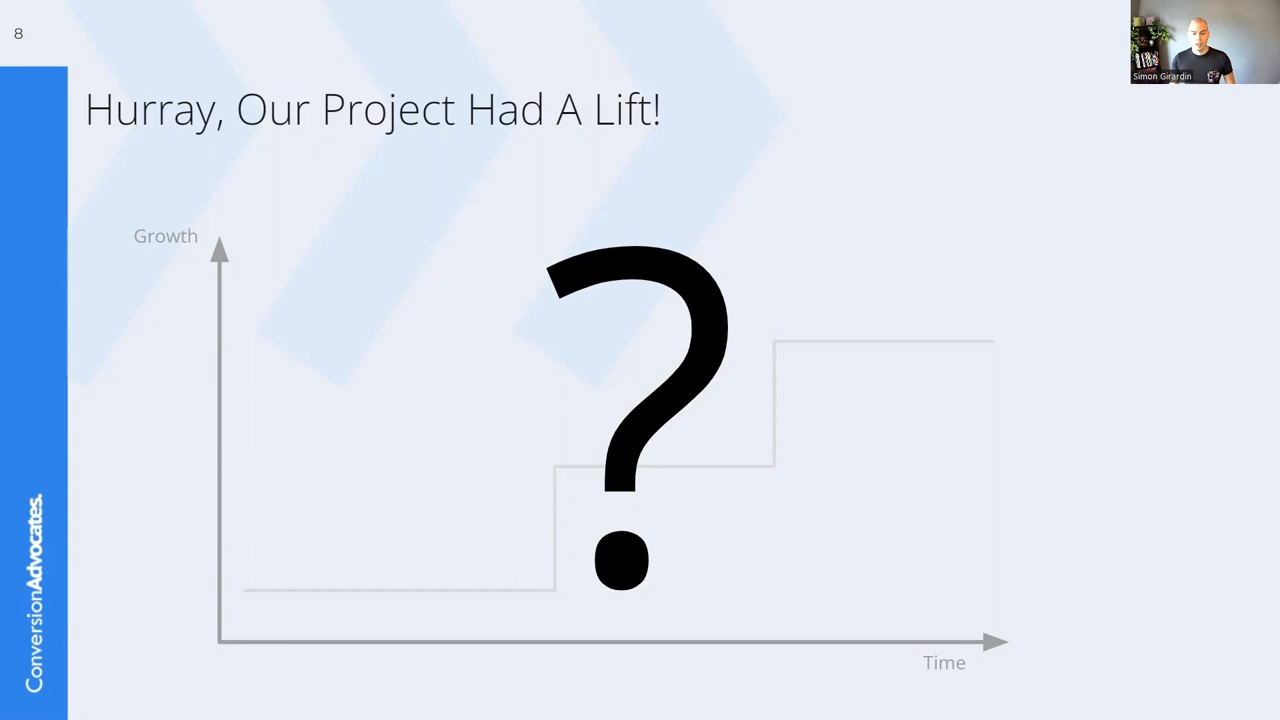 8
Simon Girardin
Hurray, Our Project Had A Lift!
Growth
?
Time
ConversionAdvocates.